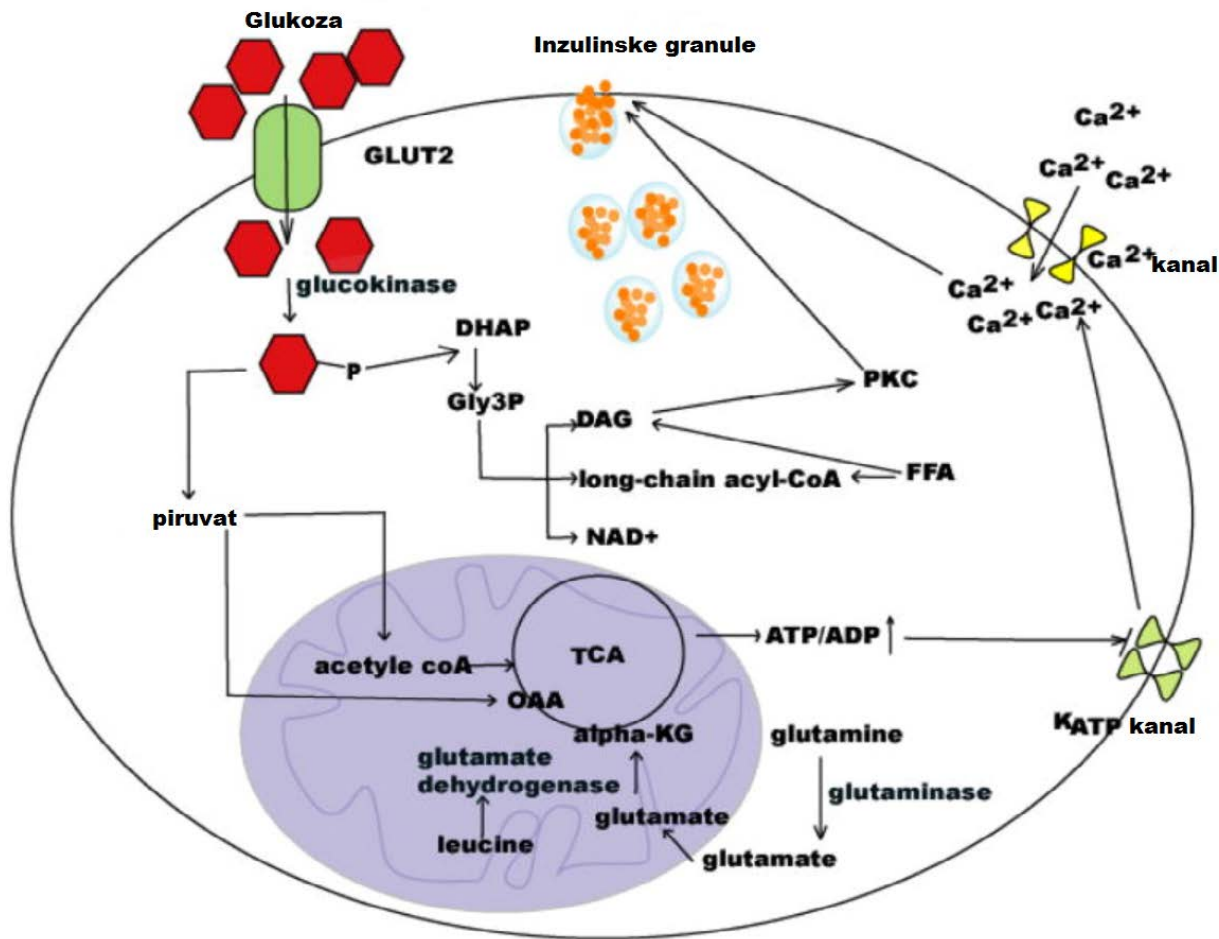 Glukoza
Inzulinske granule
GLUT2
Ca2+
Ca2+
Ca2+
Ca2+ kanal
glucokinase
Ca2+
Ca2+
Ca2+
DHAP
P
PKC
Gly3P
DAG
long-chain acyl-CoA
FFA
piruvat
NAD+
acetyle coA
TCA
ATP/ADP
OAA
KATP kanal
alpha-KG
glutamine
glutamate
dehydrogenase
glutaminase
glutamate
leucine
glutamate